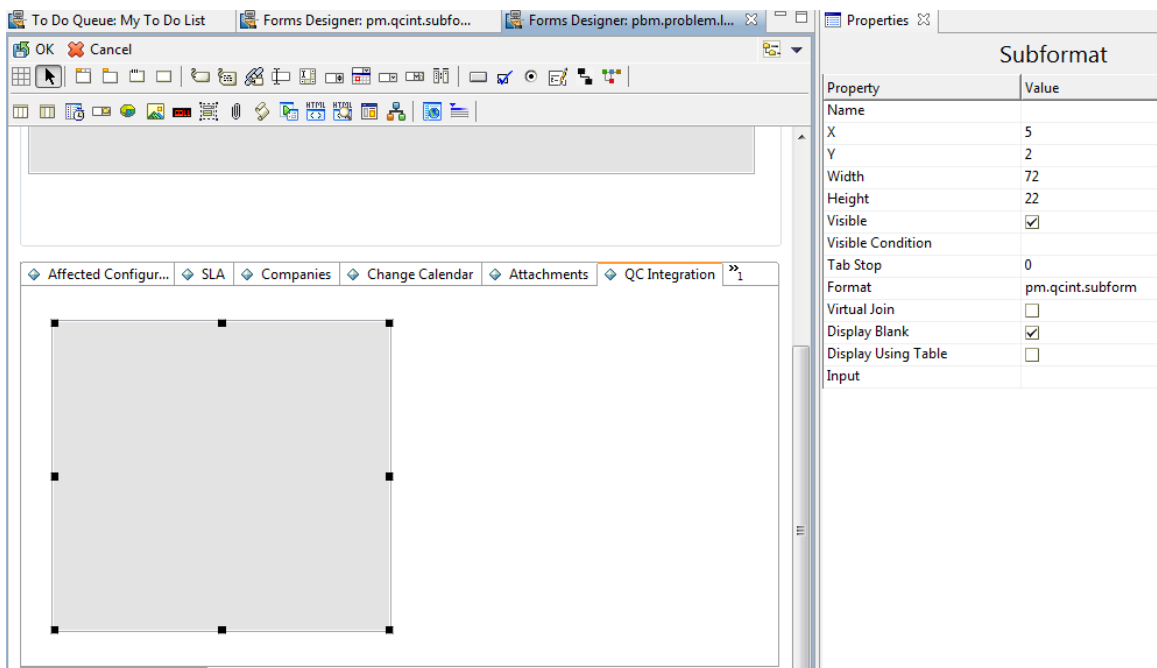 To Do Queue: My To Do List Forms Designer: pm.qcint.subfo... Forms Designer: pbm.problem.l... Properties
OK Cancel
Subformat
Property Value
Name
X 5
Y 2
Width 72
Height 22
Visible
Visible Condition
Tab Stop 0
Format pm.qcint.subform
Virtual Join
Display Blank
Display Using Table
Input
Affected Configur... SLA Companies Change Calendar Attachments QC Integration »1